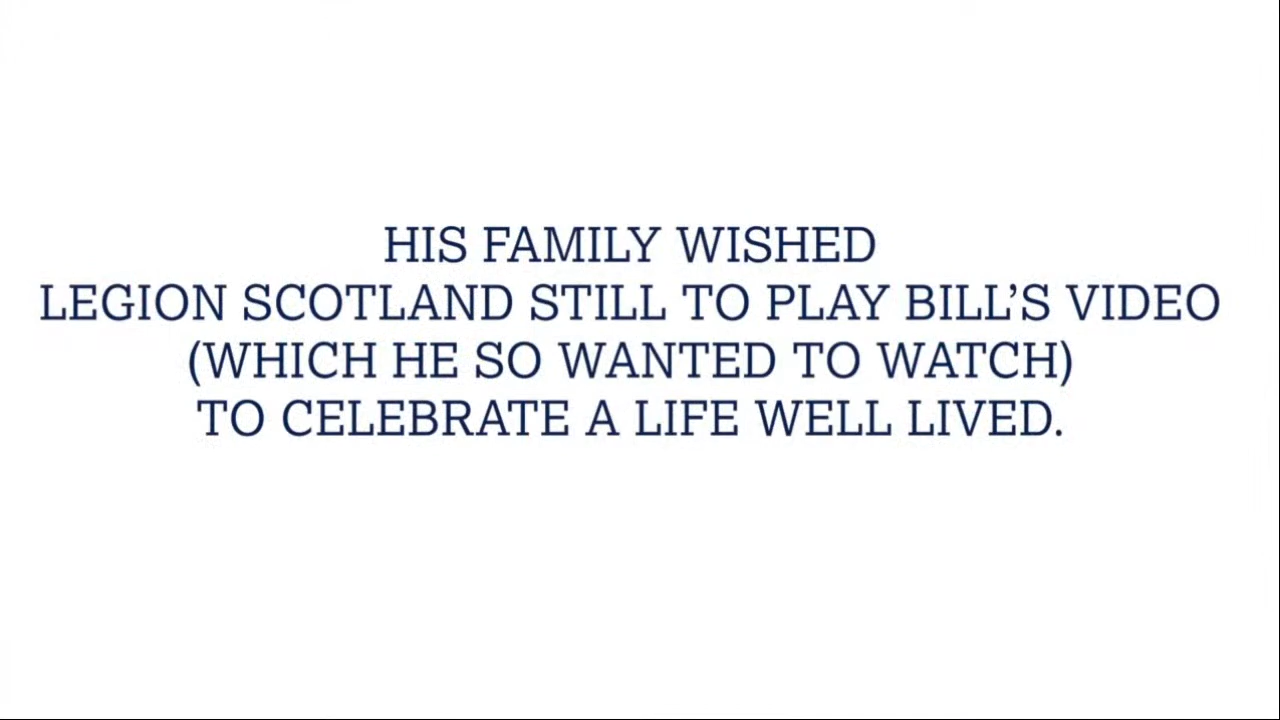 HIS FAMILY WISHED
LEGION SCOTLAND STILL TO PLAY BILL’S VIDEO
(WHICH HE SO WANTED TO WATCH)
TO CELEBRATE A LIFE WELL LIVED.